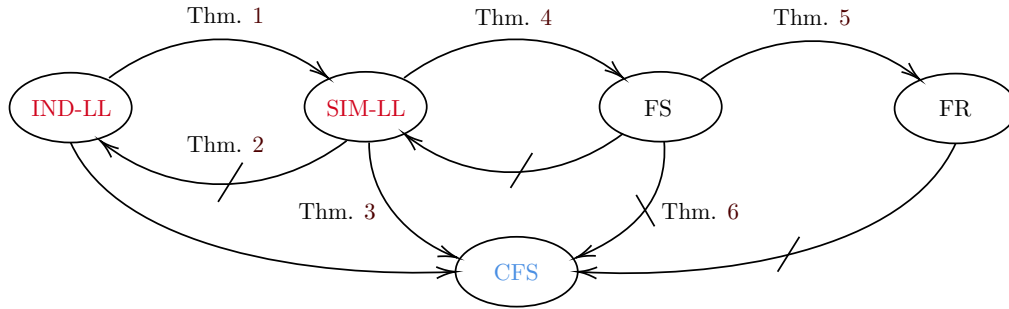 Thm. 1
Thm. 4
Thm. 5
IND-LL
SIM-LL
FS
FR
Thm. 2
Thm. 3
Thm. 6
CFS